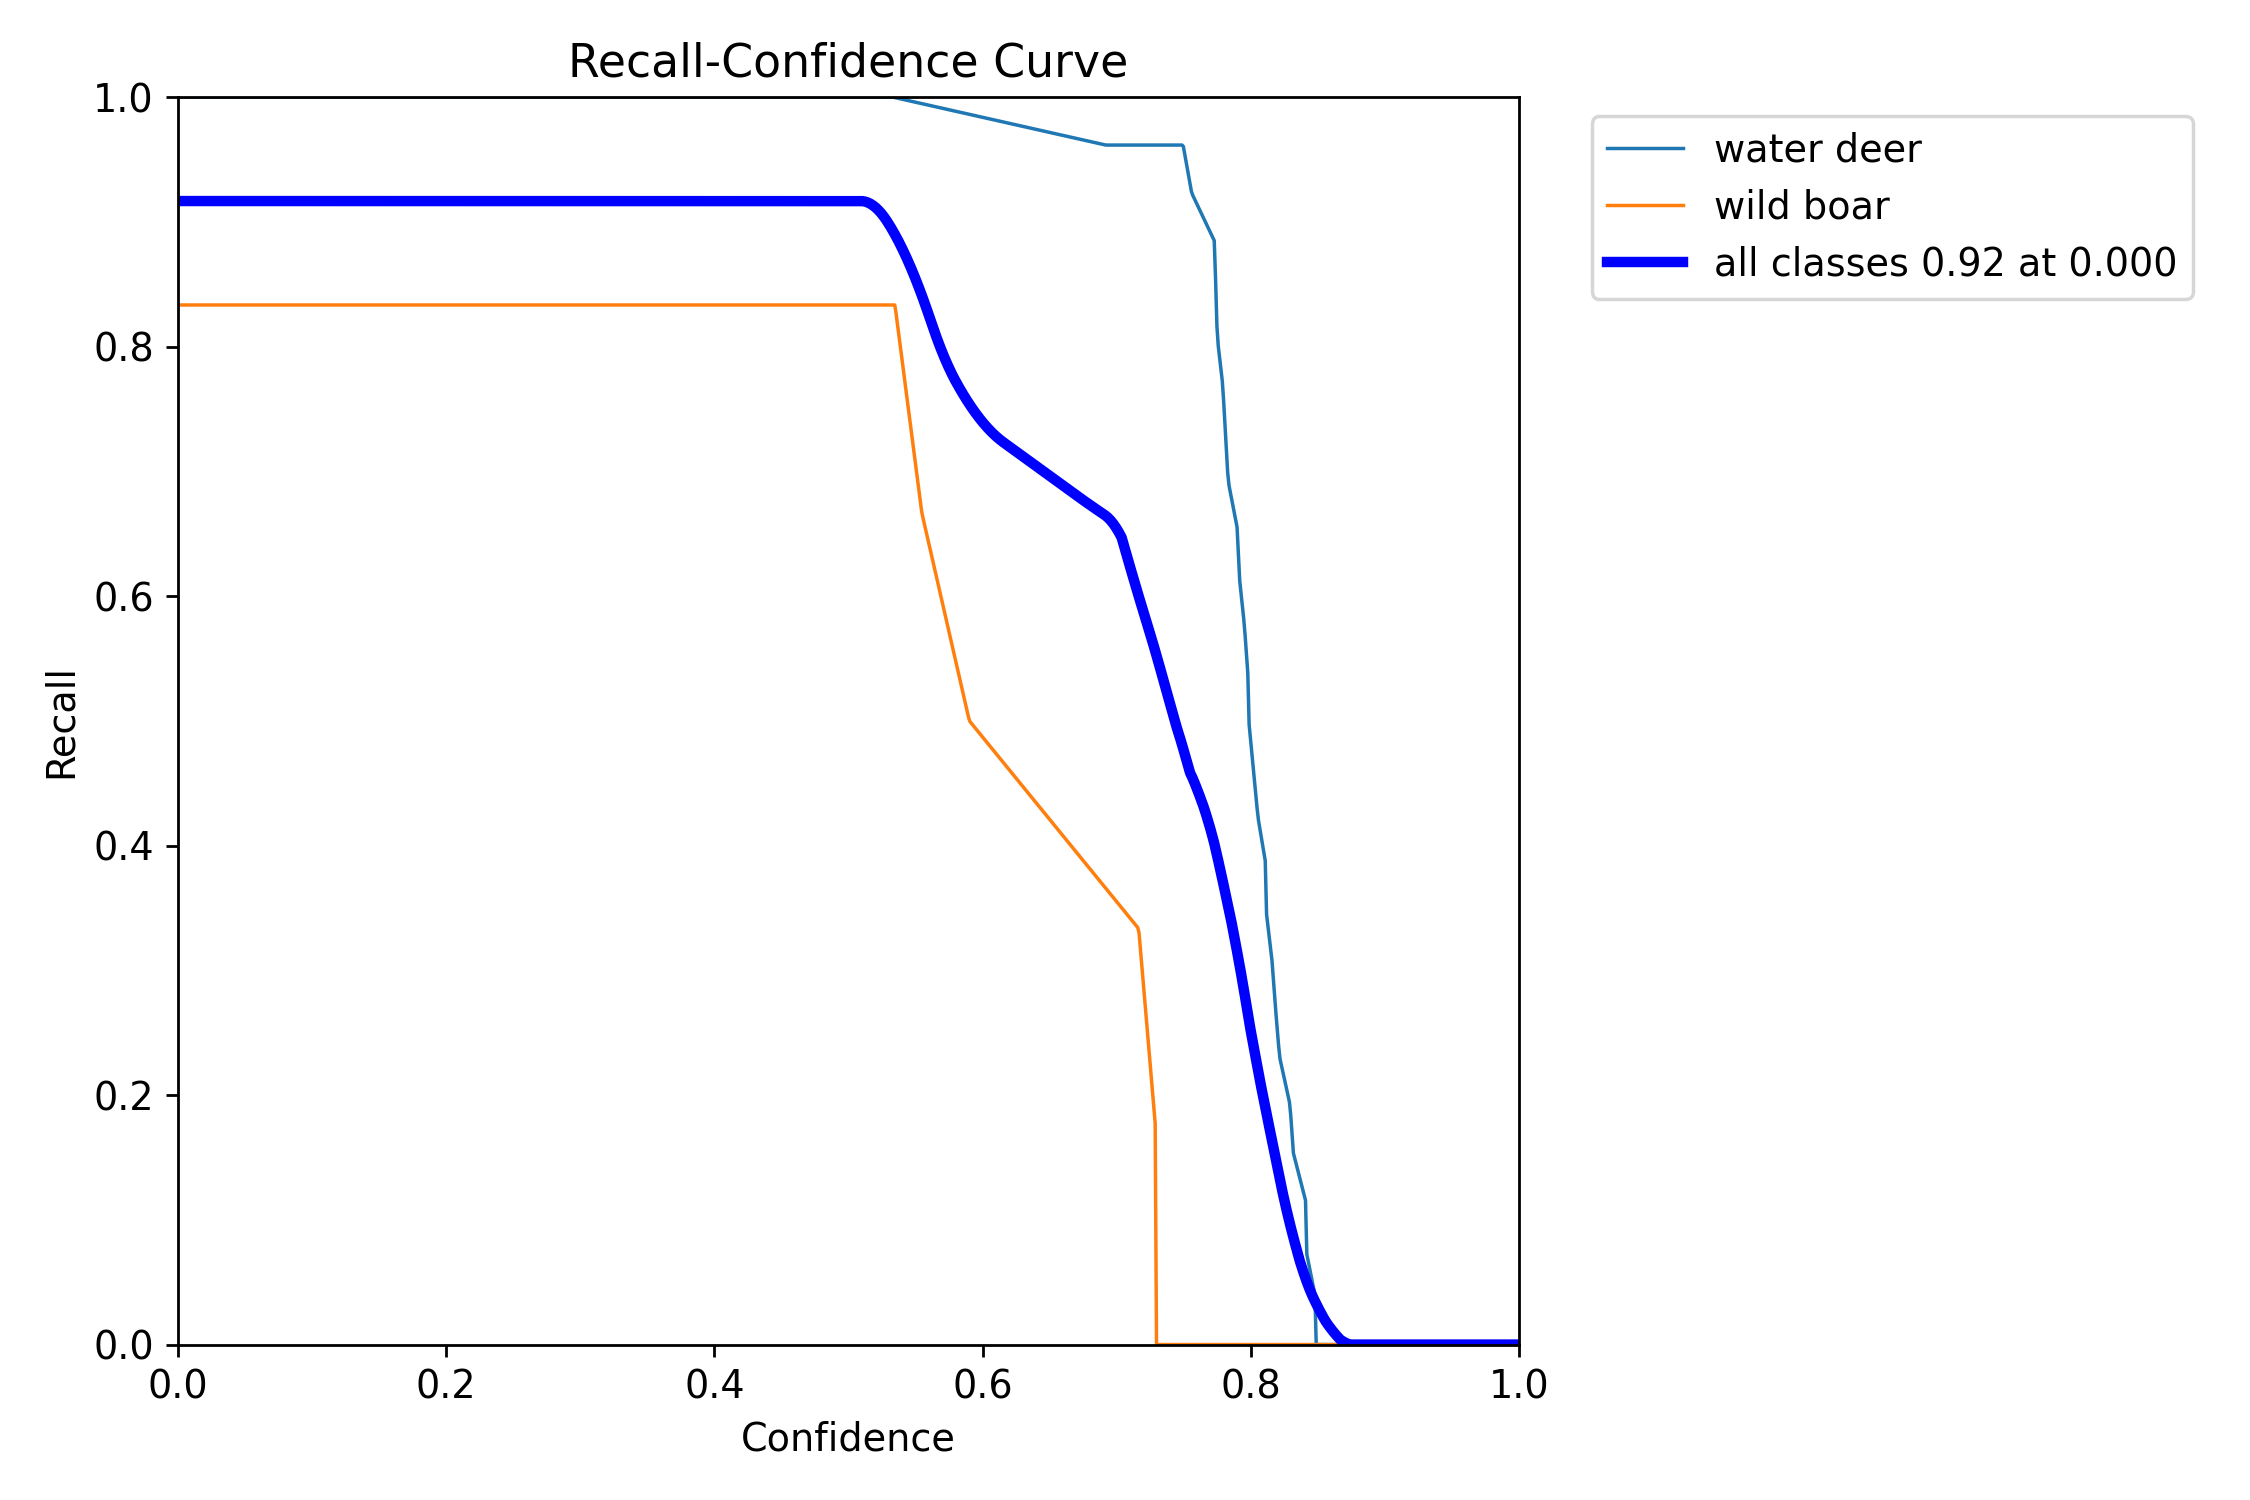 Recall-Confidence Curve
1.0
0.8
0.6
0.4
0.2
0.0
Recall
0.0 0.2 0.4 0.6 0.8 1.0
Confidence
water deer
wild boar
all classes 0.92 at 0.000